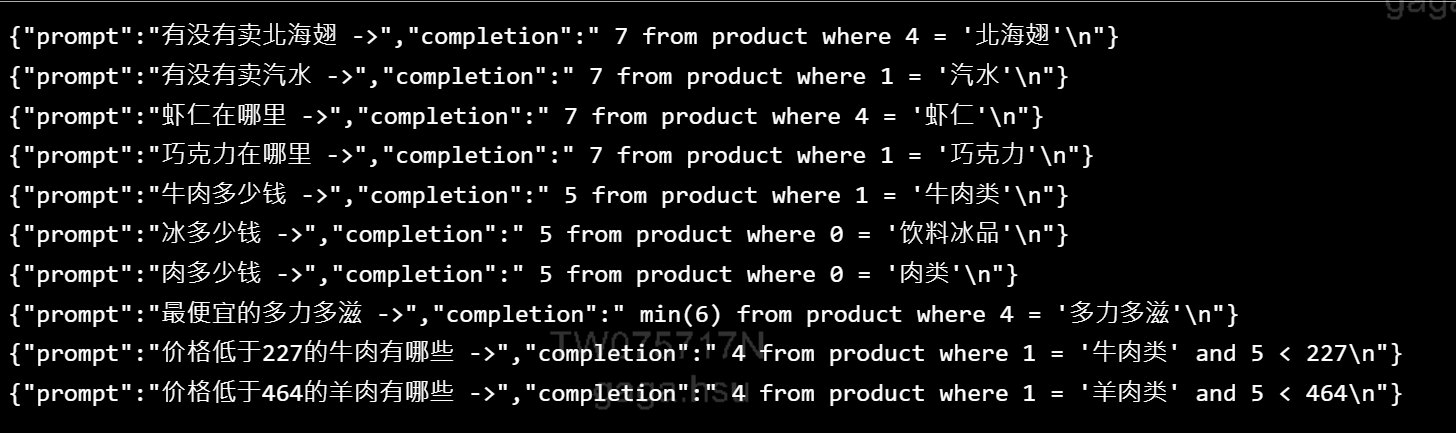 {"prompt":"有没有卖北海翅 ->","completion":" 7 from product where 4 = '北海翅'\n"}
{"prompt":"有没有卖汽水 ->","completion":" 7 from product where 1 = '汽水'\n"}
{"prompt":"虾仁在哪里 ->","completion":" 7 from product where 4 = '虾仁'\n"}
{"prompt":"巧克力在哪里 ->","completion":" 7 from product where 1 = '巧克力'\n"}
{"prompt":"牛肉多少钱 ->","completion":" 5 from product where 1 = '牛肉类'\n"}
{"prompt":"冰多少钱 ->","completion":" 5 from product where 0 = '饮料冰品'\n"}
{"prompt":"肉多少钱 ->","completion":" 5 from product where 0 = '肉类'\n"}
{"prompt":"最便宜的多力多滋 ->","completion":" min(6) from product where 4 = '多力多滋'\n"}
{"prompt":"价格低于227的牛肉有哪些 ->","completion":" 4 from product where 1 = '牛肉类' and 5 < 227\n"}
{"prompt":"价格低于464的羊肉有哪些 ->","completion":" 4 from product where 1 = '羊肉类' and 5 < 464\n"}
TW075717N
gaga.hsu